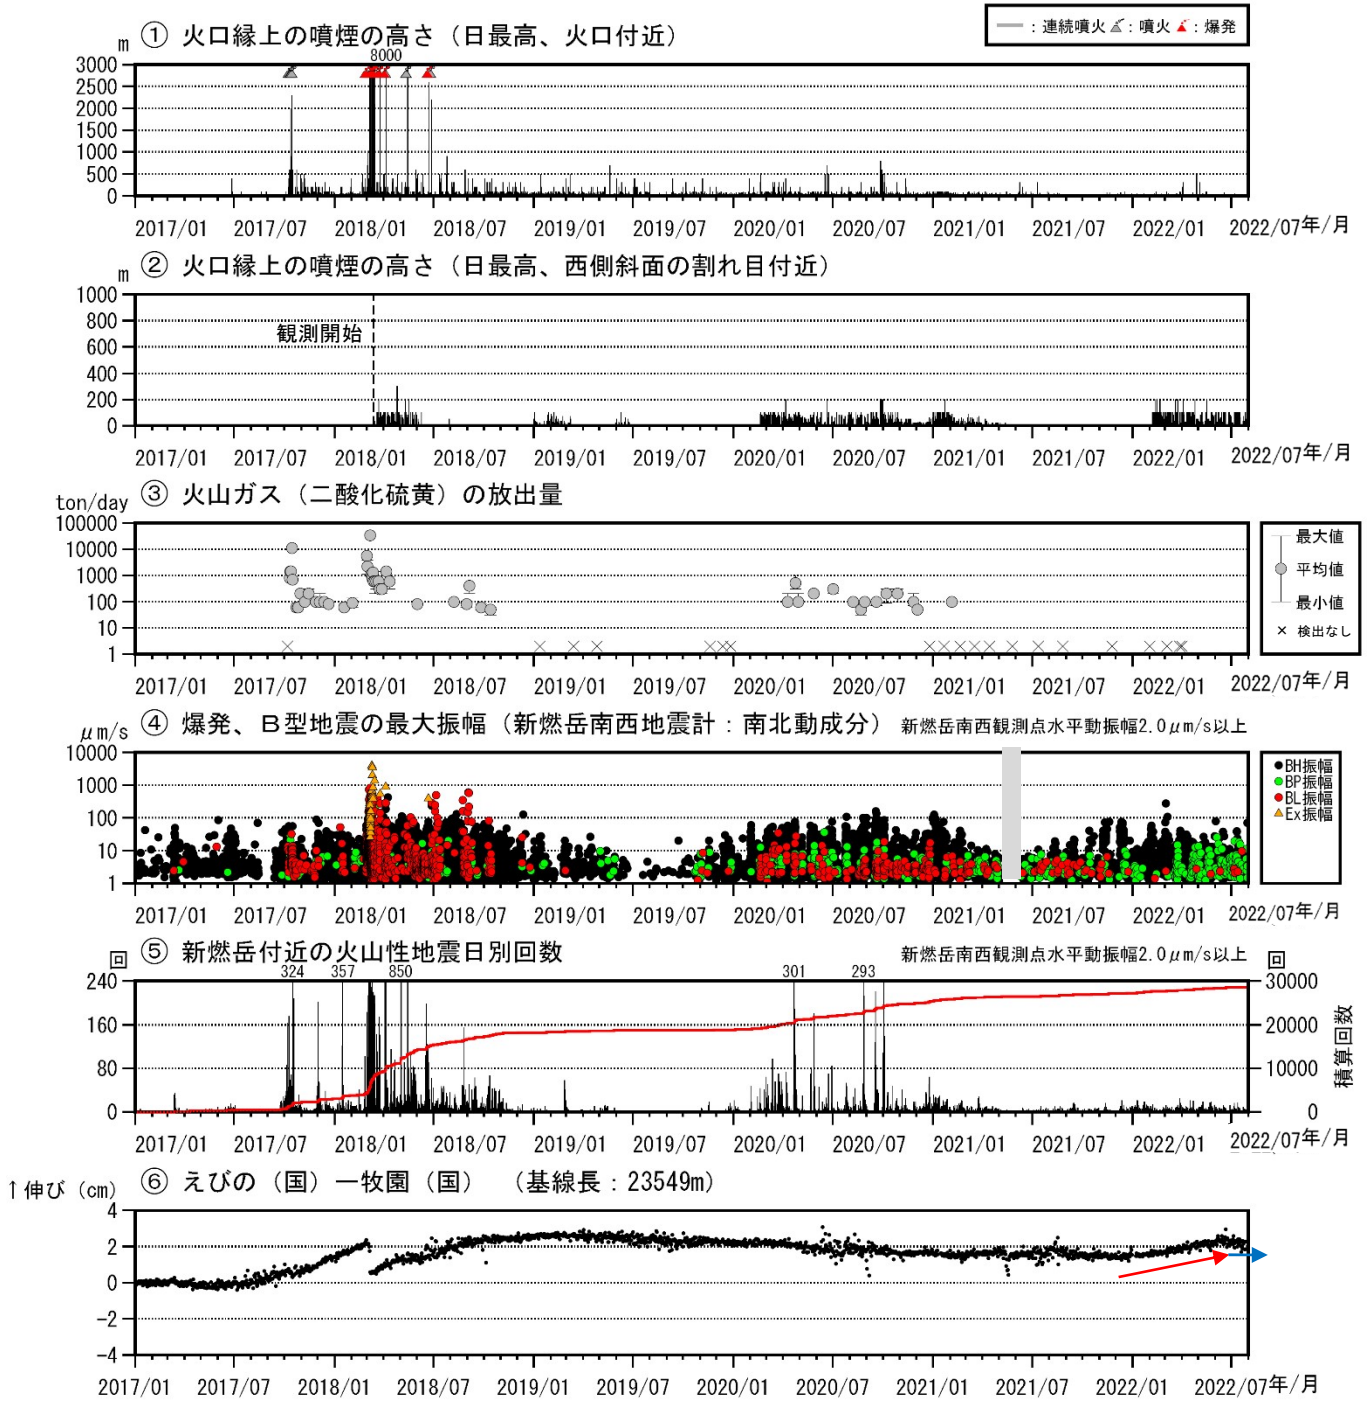 ━ : 連続噴火 ▲ : 噴火 ▲ : 爆発
① 火口縁上の噴煙の高さ（日最高、火口付近）
m
8000
3000
2500
2000
1500
1000
500
0
2017/01 2017/07 2018/01 2018/07 2019/01 2019/07 2020/01 2020/07 2021/01 2021/07 2022/01 2022/07年/月
② 火口縁上の噴煙の高さ（日最高、西側斜面の割れ目付近）
m
1000
800
600
400
200
0
観測開始
2017/01 2017/07 2018/01 2018/07 2019/01 2019/07 2020/01 2020/07 2021/01 2021/07 2022/01 2022/07年/月
③ 火山ガス（二酸化硫黄）の放出量
ton/day
100000
10000
1000
100
10
1
最大値
平均値
最小値
× 検出なし
2017/01 2017/07 2018/01 2018/07 2019/01 2019/07 2020/01 2020/07 2021/01 2021/07 2022/01 2022/07年/月
④ 爆発、Ｂ型地震の最大振幅（新燃岳南西地震計：南北動成分） 新燃岳南西観測点水平動振幅2.0μm/s以上
μm/s
10000
1000
100
10
1
BH振幅
BP振幅
BL振幅
Ex振幅
2017/01 2017/07 2018/01 2018/07 2019/01 2019/07 2020/01 2020/07 2021/01 2021/07 2022/01 2022/07年/月
⑤ 新燃岳付近の火山性地震日別回数 新燃岳南西観測点水平動振幅2.0μm/s以上
回 回
324 357 850 301 293
240
160
80
0
30000
20000
10000
0
積算回数
2017/01 2017/07 2018/01 2018/07 2019/01 2019/07 2020/01 2020/07 2021/01 2021/07 2022/01 2022/07年/月
⑥ えびの（国）―牧園（国） （基線長：23549m）
↑伸び（cm）
4
2
0
-2
-4
2017/01 2017/07 2018/01 2018/07 2019/01 2019/07 2020/01 2020/07 2021/01 2021/07 2022/01 2022/07年/月